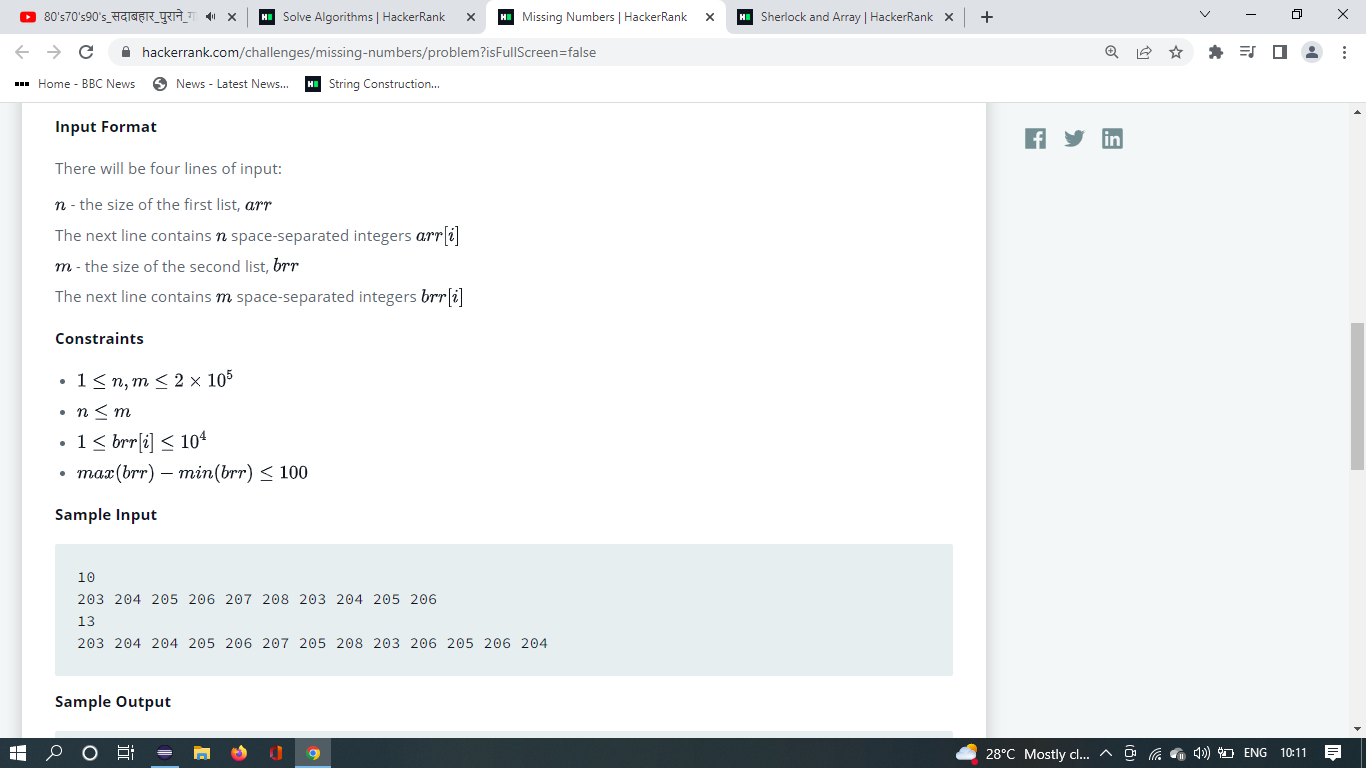 80's70's90's_सदाबहार_पुराने_ग
Solve Algorithms | HackerRank
Missing Numbers | HackerRank
Sherlock and Array | HackerRank
hackerrank.com/challenges/missing-numbers/problem?isFullScreen=false
Home - BBC News
News - Latest News...
String Construction...
Input Format
There will be four lines of input:
n - the size of the first list, arr
The next line contains n space-separated integers arr[i]
m - the size of the second list, brr
The next line contains m space-separated integers brr[i]
Constraints
• 1 ≤ n, m ≤ 2 × 10⁵
• n ≤ m
• 1 ≤ brr[i] ≤ 10⁴
• max(brr) − min(brr) ≤ 100
Sample Input
10
203 204 205 206 207 208 203 204 205 206
13
203 204 204 205 206 207 205 208 203 206 205 206 204
Sample Output
28°C Mostly cl... ENG 10:11